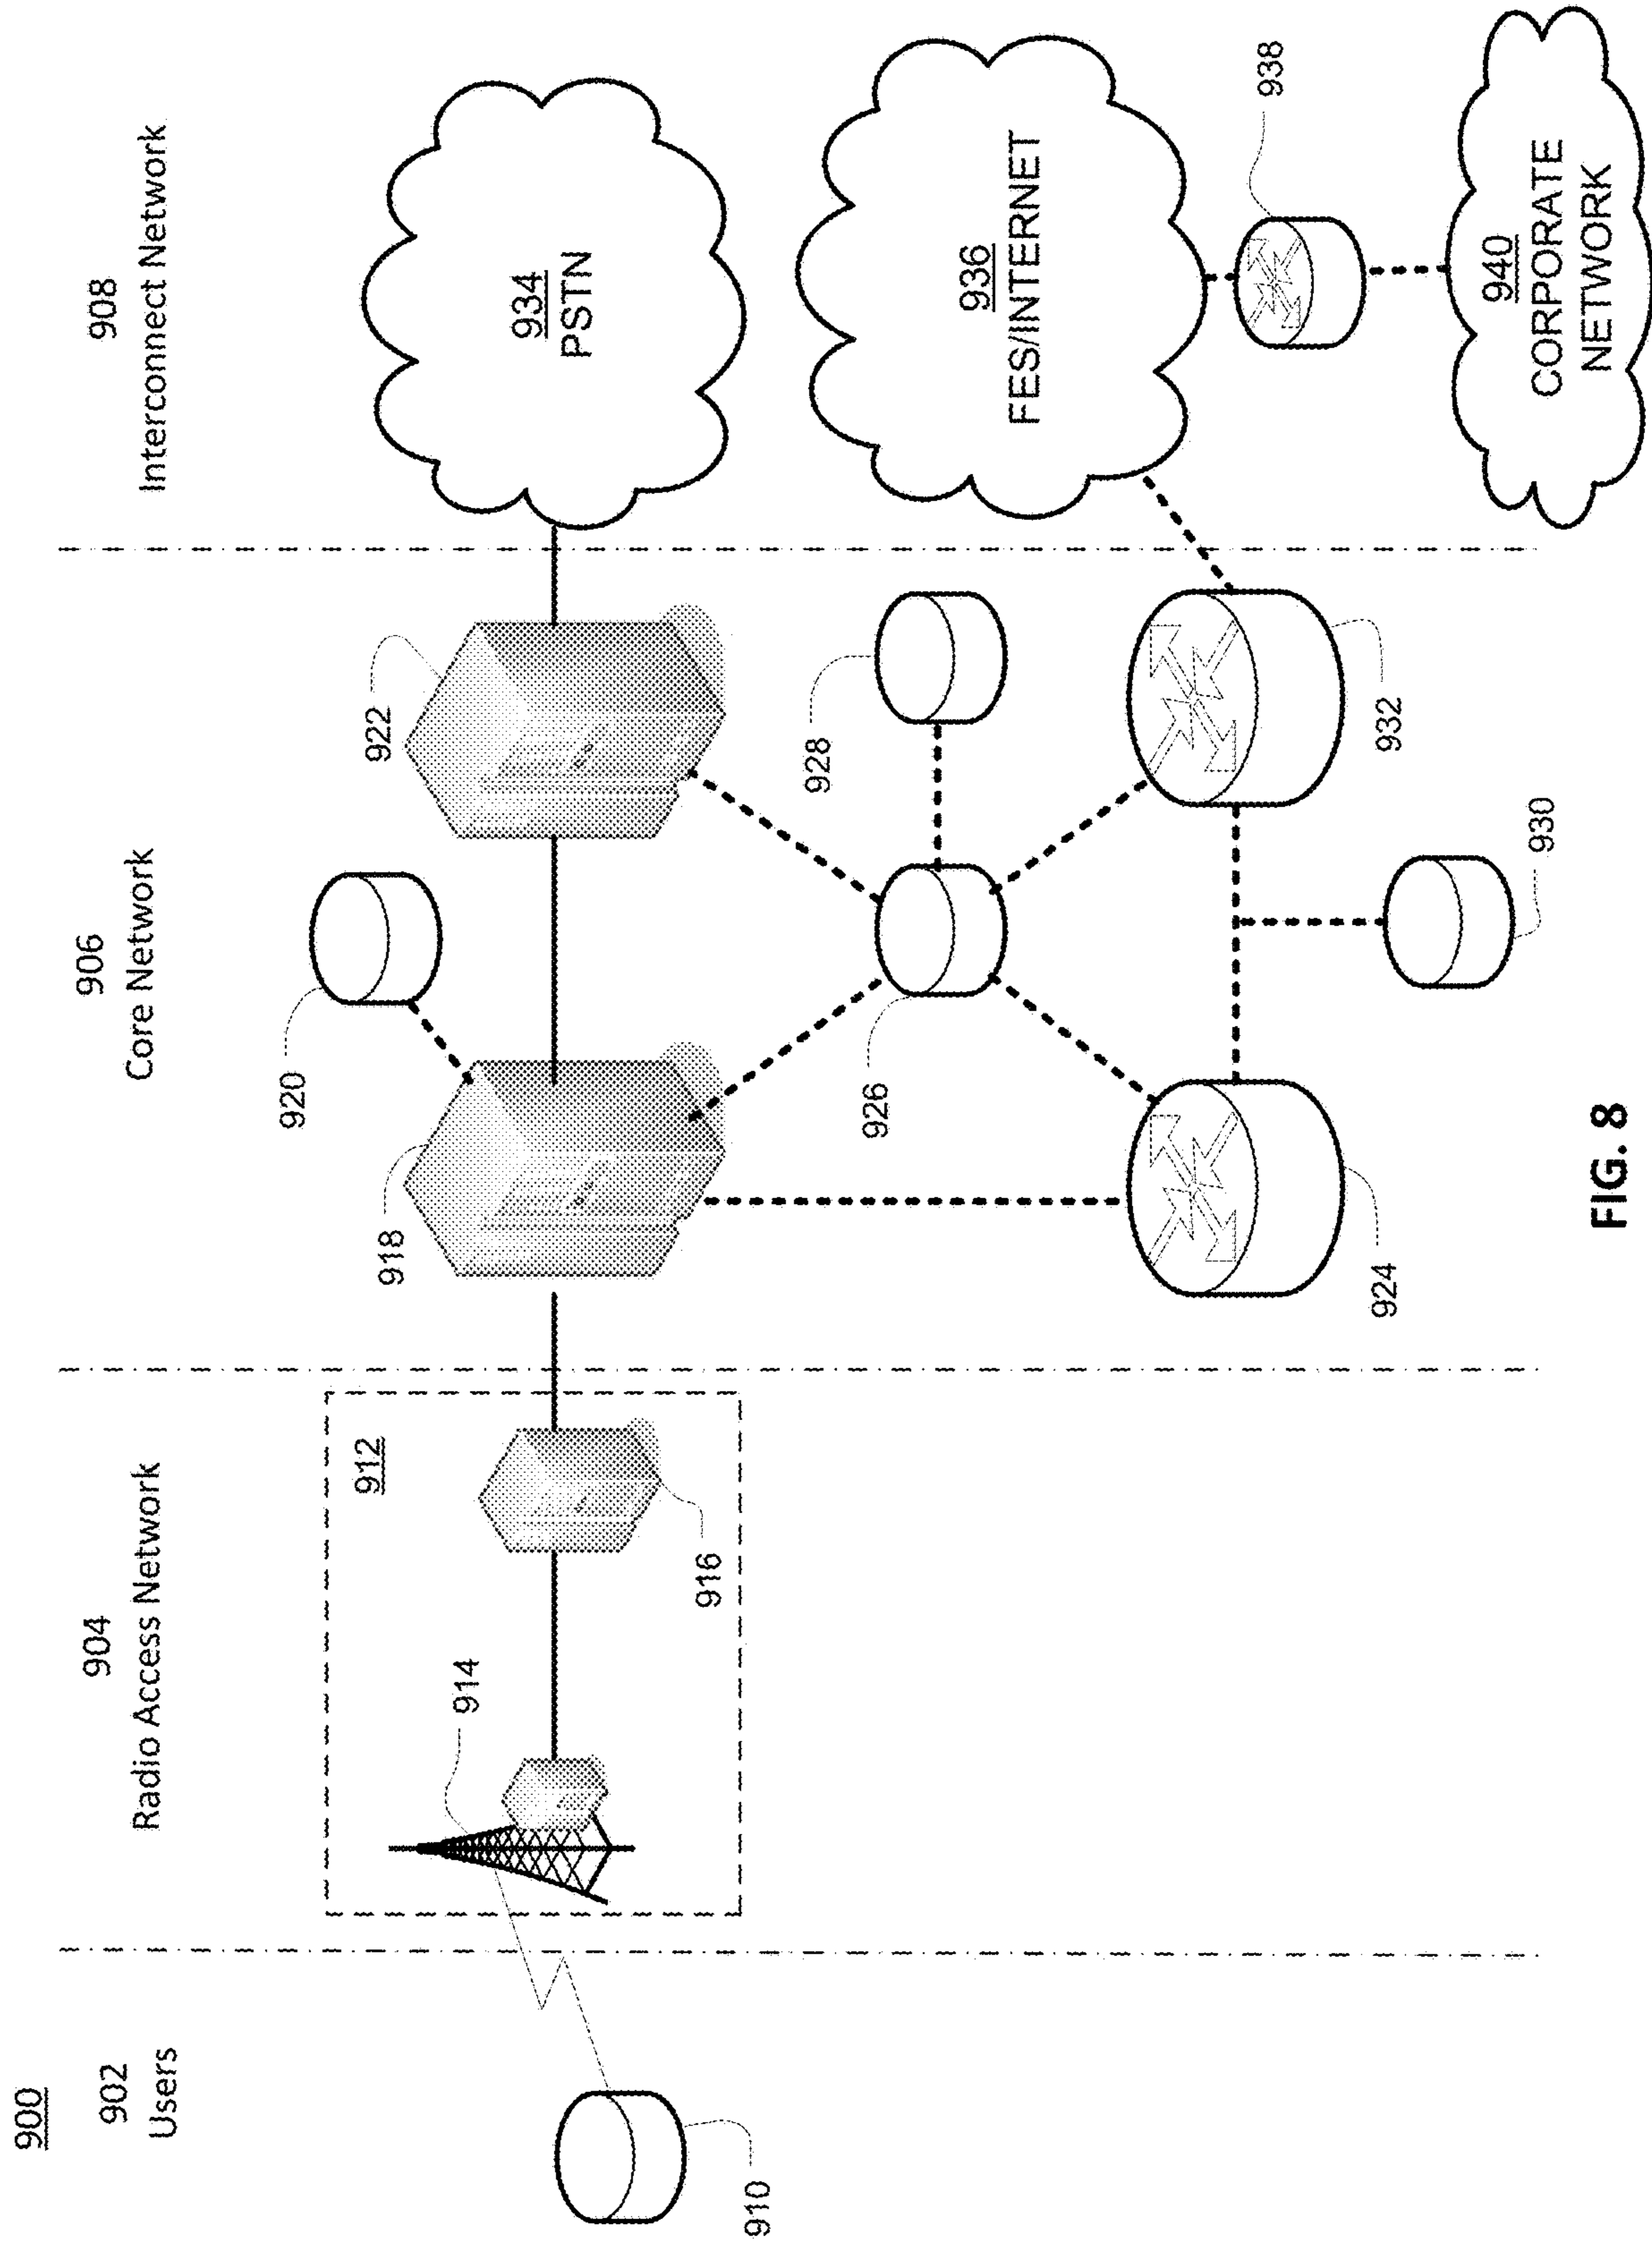 900
902
Users
904
Radio Access Network
906
Core Network
908
Interconnect Network
910
912
914
916
918
920
922
924
926
928
930
932
934
PSTN
936
FES/INTERNET
938
940
CORPORATE
NETWORK
FIG. 8